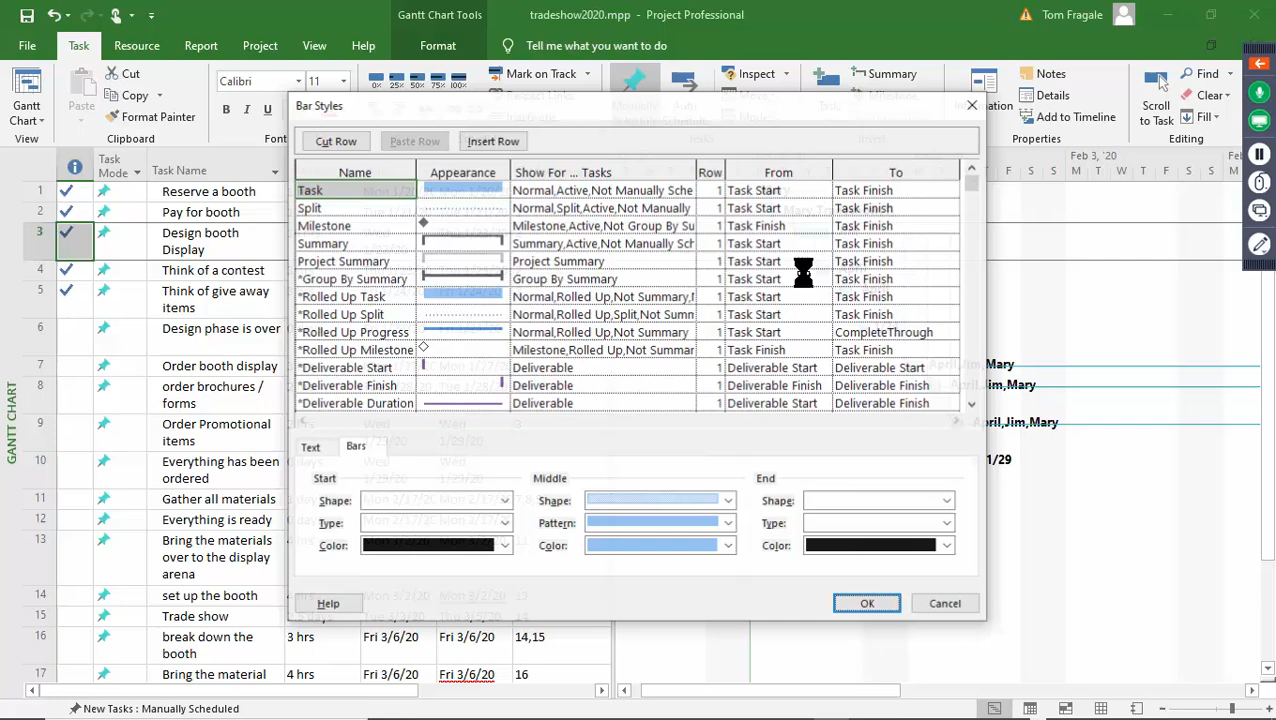 Gantt Chart Tools
tradeshow2020.mpp - Project Professional
Tom Fragale
File Task Resource Report Project View Help Format Tell me what you want to do
Gantt Chart
View
Paste
Cut
Copy
Format Painter
Clipboard
Calibri 11
B I U
0% 25% 50% 75% 100%
Mark on Track
Respect Links
Inactivate
Manually
Auto
Inspect
Move
Task
Summary
Milestone
Insert
Information
Notes
Details
Add to Timeline
Properties
Scroll to Task
Find
Clear
Fill
Editing
Task Mode
Task Name
Feb 3, '20
1 Reserve a booth
2 Pay for booth
3 Design booth
Display
4 Think of a contest
5 Think of give away
items
6 Design phase is over
7 Order booth display
8 order brochures /
forms
9 Order Promotional
items
10 Everything has been
ordered
11 Gather all materials
12 Everything is ready
13 Bring the materials
over to the display
arena
14 set up the booth
15 Trade show
16 break down the
booth 3 hrs Fri 3/6/20 Fri 3/6/20 14,15
17 Bring the material 4 hrs Fri 3/6/20 Fri 3/6/20 16
April,Jim,Mary
April,Jim,Mary
April,Jim,Mary
1/29
GANTT CHART
New Tasks : Manually Scheduled
Bar Styles
Cut Row Paste Row Insert Row
Name Appearance Show For ... Tasks Row From To
Task Normal,Active,Not Manually Sche 1 Task Start Task Finish
Split Normal,Split,Active,Not Manually 1 Task Start Task Finish
Milestone Milestone,Active,Not Group By Su 1 Task Finish Task Finish
Summary Summary,Active,Not Manually Sch 1 Task Start Task Finish
Project Summary Project Summary 1 Task Start Task Finish
*Group By Summary Group By Summary 1 Task Start Task Finish
*Rolled Up Task Normal,Rolled Up,Not Summary, 1 Task Start Task Finish
*Rolled Up Split Normal,Rolled Up,Split,Not Summ 1 Task Start Task Finish
*Rolled Up Progress Normal,Rolled Up,Not Summary 1 Task Start CompleteThrough
*Rolled Up Milestone Milestone,Rolled Up,Not Summar 1 Task Finish Task Finish
*Deliverable Start Deliverable 1 Deliverable Start Deliverable Start
*Deliverable Finish Deliverable 1 Deliverable Finish Deliverable Finish
*Deliverable Duration Deliverable 1 Deliverable Start Deliverable Finish
Text Bars
Start Middle End
Shape: Shape: Shape:
Type: Pattern: Type:
Color: Color: Color:
Help OK Cancel